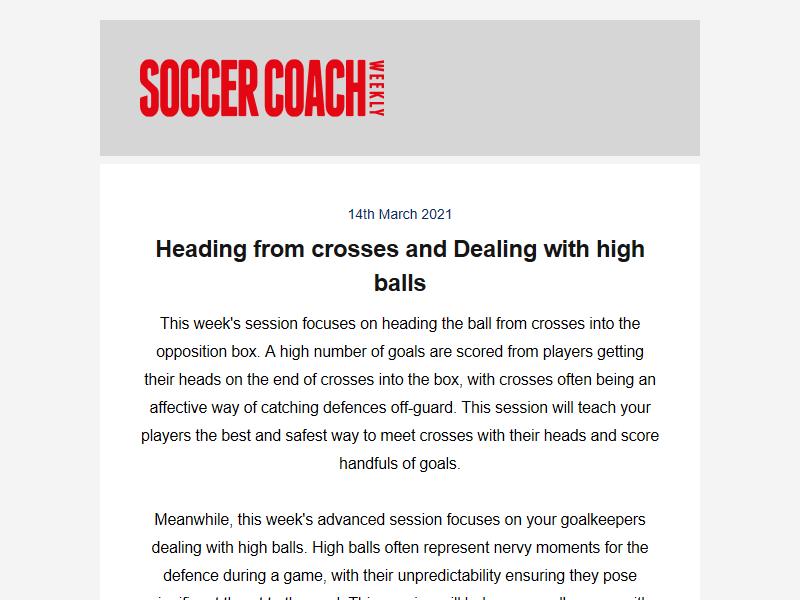 SOCCER COACH WEEKLY
14th March 2021
Heading from crosses and Dealing with high
balls
This week's session focuses on heading the ball from crosses into the
opposition box. A high number of goals are scored from players getting
their heads on the end of crosses into the box, with crosses often being an
affective way of catching defences off-guard. This session will teach your
players the best and safest way to meet crosses with their heads and score
handfuls of goals.
Meanwhile, this week's advanced session focuses on your goalkeepers
dealing with high balls. High balls often represent nervy moments for the
defence during a game, with their unpredictability ensuring they pose